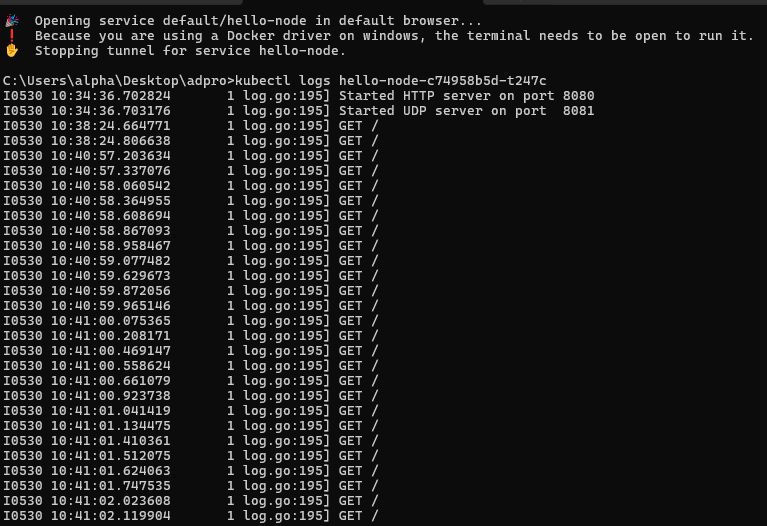 🎉 Opening service default/hello-node in default browser...
❗ Because you are using a Docker driver on windows, the terminal needs to be open to run it.
✋ Stopping tunnel for service hello-node.
C:\Users\alpha\Desktop\adpro>kubectl logs hello-node-c74958b5d-t247c
I0530 10:34:36.702824       1 log.go:195] Started HTTP server on port 8080
I0530 10:34:36.703176       1 log.go:195] Started UDP server on port  8081
I0530 10:38:24.664771       1 log.go:195] GET /
I0530 10:38:24.806638       1 log.go:195] GET /
I0530 10:40:57.203634       1 log.go:195] GET /
I0530 10:40:57.337076       1 log.go:195] GET /
I0530 10:40:58.060542       1 log.go:195] GET /
I0530 10:40:58.364955       1 log.go:195] GET /
I0530 10:40:58.608694       1 log.go:195] GET /
I0530 10:40:58.867093       1 log.go:195] GET /
I0530 10:40:58.958467       1 log.go:195] GET /
I0530 10:40:59.077482       1 log.go:195] GET /
I0530 10:40:59.629673       1 log.go:195] GET /
I0530 10:40:59.872056       1 log.go:195] GET /
I0530 10:40:59.965146       1 log.go:195] GET /
I0530 10:41:00.075365       1 log.go:195] GET /
I0530 10:41:00.208171       1 log.go:195] GET /
I0530 10:41:00.469147       1 log.go:195] GET /
I0530 10:41:00.558624       1 log.go:195] GET /
I0530 10:41:00.661079       1 log.go:195] GET /
I0530 10:41:00.923738       1 log.go:195] GET /
I0530 10:41:01.041419       1 log.go:195] GET /
I0530 10:41:01.134475       1 log.go:195] GET /
I0530 10:41:01.410361       1 log.go:195] GET /
I0530 10:41:01.512075       1 log.go:195] GET /
I0530 10:41:01.624063       1 log.go:195] GET /
I0530 10:41:01.747535       1 log.go:195] GET /
I0530 10:41:02.023608       1 log.go:195] GET /
I0530 10:41:02.119904       1 log.go:195] GET /